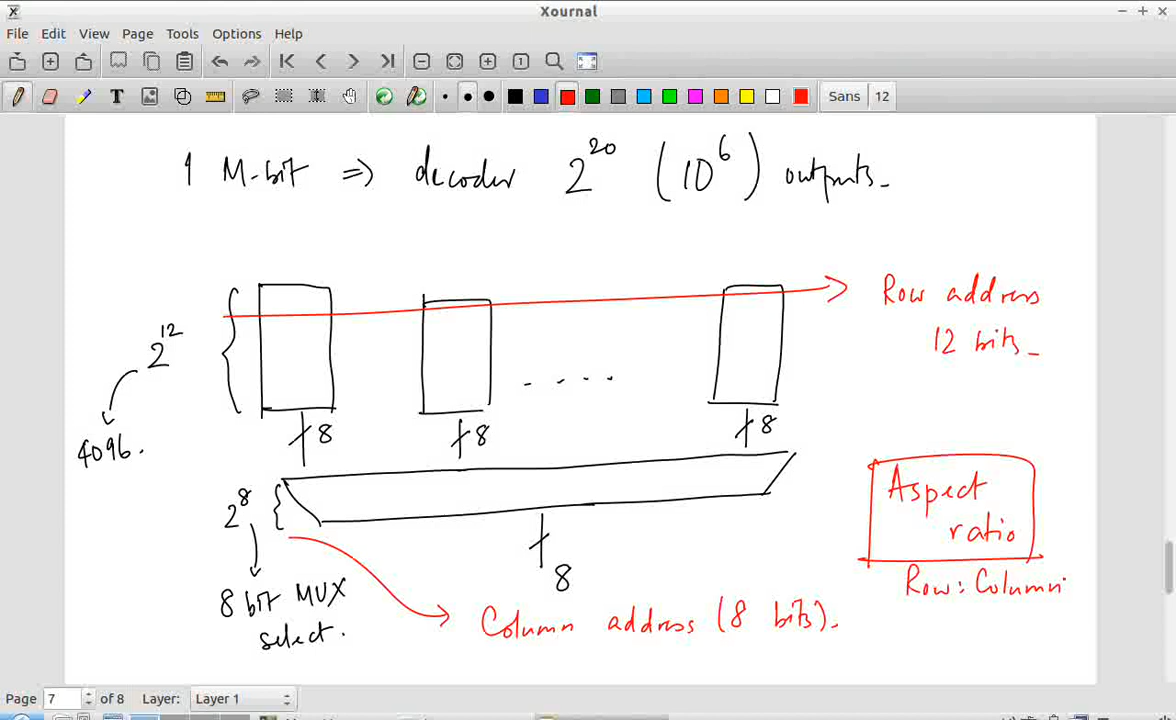 Xournal
File Edit View Page Tools Options Help
Sans 12
1 M-bit ⇒ decoder 2^20 (10^6) outputs.
Row address
12 bits.
2^12
4096.
8 8 8
2^8
8
8 bit MUX
select.
Column address (8 bits).
Aspect
ratio
Row: Column
Page 7 of 8 Layer: Layer 1